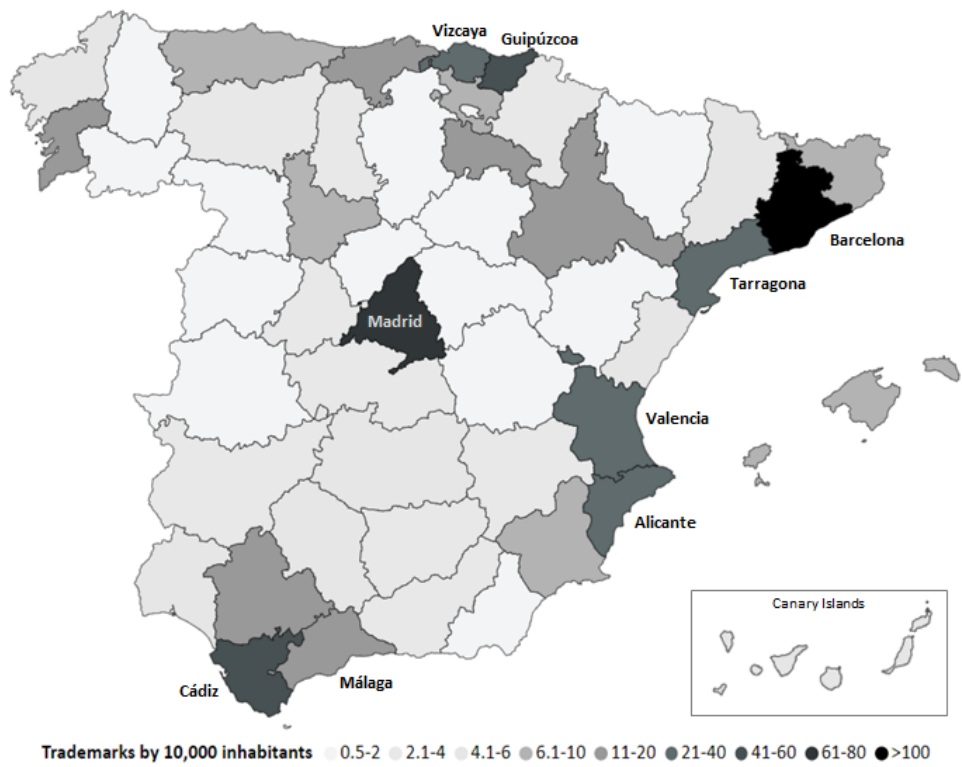 Vizcaya
Guipúzcoa
Barcelona
Tarragona
Madrid
Valencia
Alicante
Canary Islands
Málaga
Cádiz
Trademarks by 10,000 inhabitants 0.5-2 2.1-4 4.1-6 6.1-10 11-20 21-40 41-60 61-80 >100